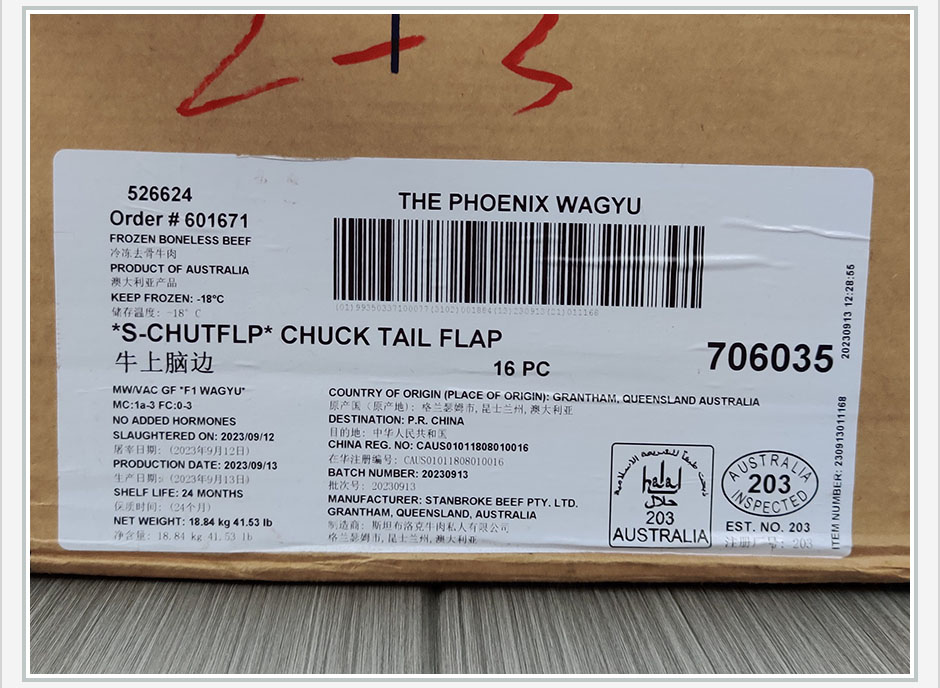 2 + 3
526624
Order # 601671
FROZEN BONELESS BEEF
冷冻去骨牛肉
PRODUCT OF AUSTRALIA
澳大利亚产品
KEEP FROZEN: -18°C
储存温度: -18° C
THE PHOENIX WAGYU
*S-CHUTFLP* CHUCK TAIL FLAP
牛上脑边
16 PC
706035
MW/VAC GF "F1 WAGYU"
MC:1a-3 FC:0-3
NO ADDED HORMONES
SLAUGHTERED ON: 2023/09/12
屠宰日期: (2023年9月12日)
PRODUCTION DATE: 2023/09/13
生产日期: (2023年9月13日)
SHELF LIFE: 24 MONTHS
保质时间: (24个月)
NET WEIGHT: 18.84 kg 41.53 lb
净含量: 18.84 kg 41.53 lb
COUNTRY OF ORIGIN (PLACE OF ORIGIN): GRANTHAM, QUEENSLAND AUSTRALIA
原产国 (原产地): 格兰瑟姆市, 昆士兰州, 澳大利亚
DESTINATION: P.R. CHINA
目的地: 中华人民共和国
CHINA REG. NO: CAUS01011808010016
在华注册编号: CAUS01011808010016
BATCH NUMBER: 20230913
批次号: 20230913
MANUFACTURER: STANBROKE BEEF PTY. LTD.
GRANTHAM, QUEENSLAND, AUSTRALIA
制造商: 斯坦布洛克牛肉私人有限公司
格兰瑟姆市, 昆士兰州, 澳大利亚
halal
حلال
203
AUSTRALIA
AUSTRALIA
203
INSPECTED
EST. NO. 203
注册厂号: 203
ITEM NUMBER: 230913011168
20230913 12:28:55